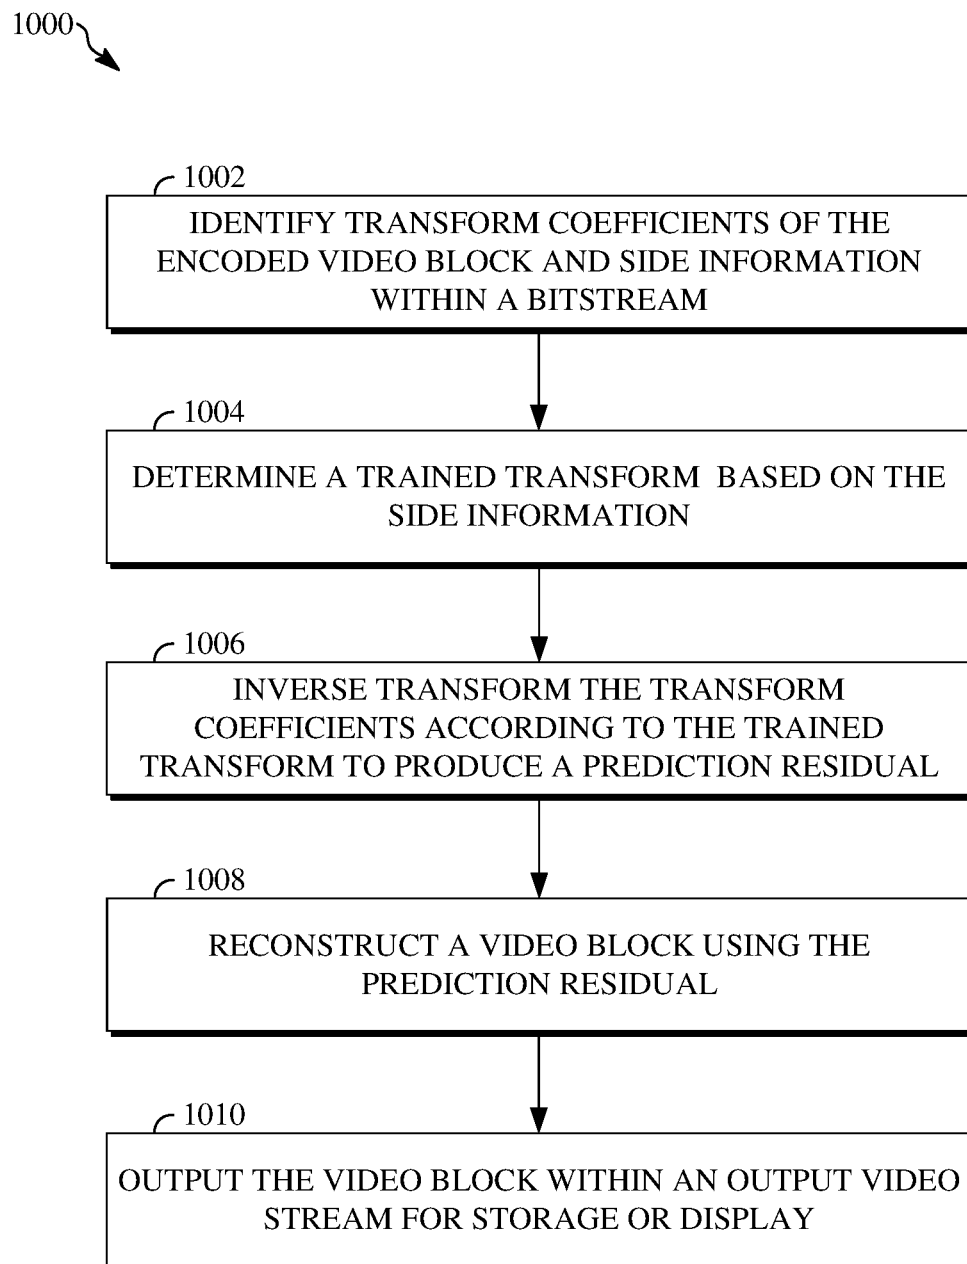 1000
1002
IDENTIFY TRANSFORM COEFFICIENTS OF THE
ENCODED VIDEO BLOCK AND SIDE INFORMATION
WITHIN A BITSTREAM
1004
DETERMINE A TRAINED TRANSFORM BASED ON THE
SIDE INFORMATION
1006
INVERSE TRANSFORM THE TRANSFORM
COEFFICIENTS ACCORDING TO THE TRAINED
TRANSFORM TO PRODUCE A PREDICTION RESIDUAL
1008
RECONSTRUCT A VIDEO BLOCK USING THE
PREDICTION RESIDUAL
1010
OUTPUT THE VIDEO BLOCK WITHIN AN OUTPUT VIDEO
STREAM FOR STORAGE OR DISPLAY